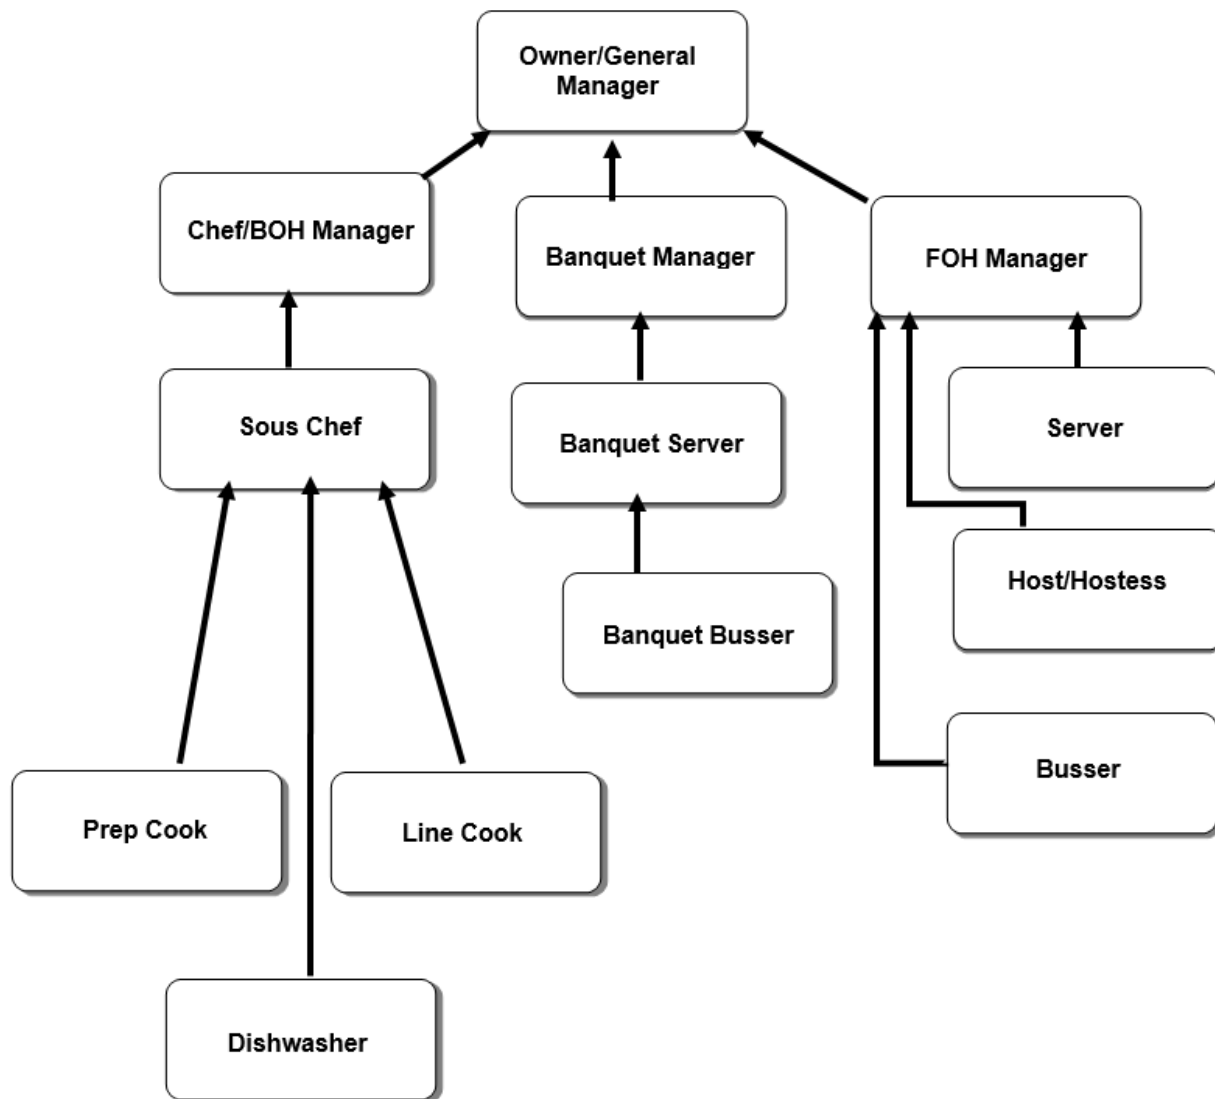 Owner/General
Manager
Chef/BOH Manager
Banquet Manager
FOH Manager
Sous Chef
Banquet Server
Server
Host/Hostess
Banquet Busser
Busser
Prep Cook
Line Cook
Dishwasher